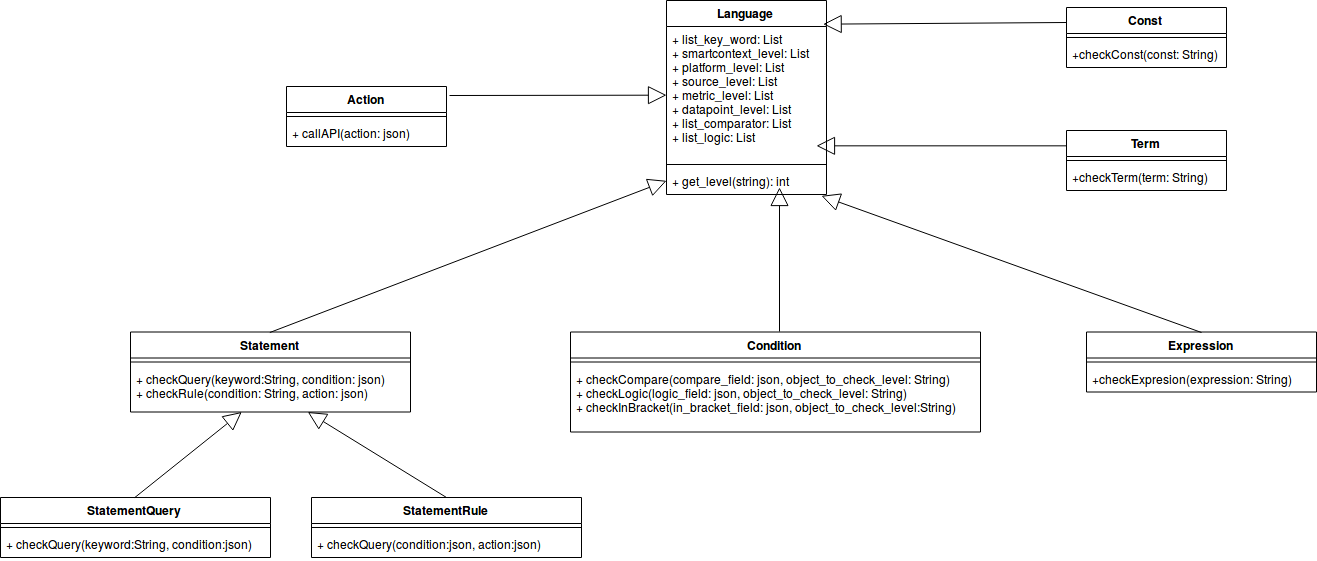 Language
+ list_key_word: List
+ smartcontext_level: List
+ platform_level: List
+ source_level: List
+ metric_level: List
+ datapoint_level: List
+ list_comparator: List
+ list_logic: List
+ get_level(string): int
Const
+checkConst(const: String)
Action
+ callAPI(action: json)
Term
+checkTerm(term: String)
Statement
+ checkQuery(keyword:String, condition: json)
+ checkRule(condition: String, action: json)
Condition
+ checkCompare(compare_field: json, object_to_check_level: String)
+ checkLogic(logic_field: json, object_to_check_level: String)
+ checkInBracket(in_bracket_field: json, object_to_check_level:String)
Expression
+checkExpresion(expression: String)
StatementQuery
+ checkQuery(keyword:String, condition:json)
StatementRule
+ checkQuery(condition:json, action:json)